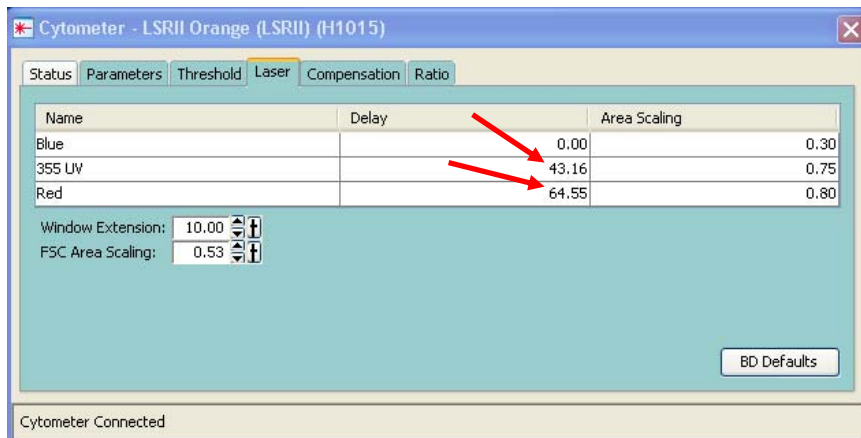 Cytometer - LSRII Orange (LSRII) (H1015)
Status Parameters Threshold Laser Compensation Ratio
Name Delay Area Scaling
Blue 0.00 0.30
355 UV 43.16 0.75
Red 64.55 0.80
Window Extension: 10.00
FSC Area Scaling: 0.53
BD Defaults
Cytometer Connected